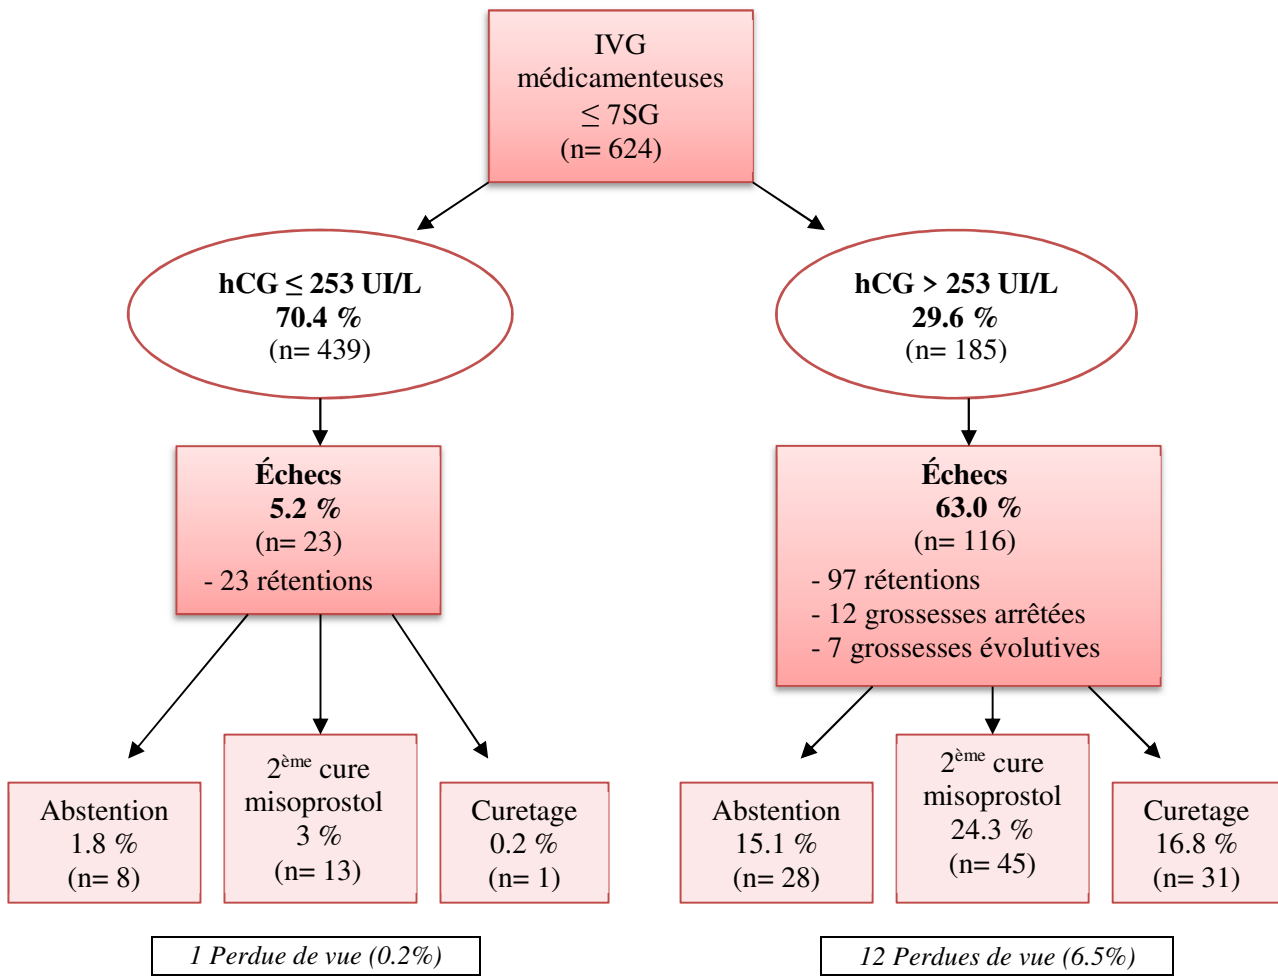 IVG
médicamenteuses
≤ 7SG
(n= 624)
hCG ≤ 253 UI/L
70.4 %
(n= 439)
hCG > 253 UI/L
29.6 %
(n= 185)
Échecs
5.2 %
(n= 23)
- 23 rétentions
Échecs
63.0 %
(n= 116)
- 97 rétentions
- 12 grossesses arrêtées
- 7 grossesses évolutives
Abstention
1.8 %
(n= 8)
2ème cure
misoprostol
3 %
(n= 13)
Curetage
0.2 %
(n= 1)
Abstention
15.1 %
(n= 28)
2ème cure
misoprostol
24.3 %
(n= 45)
Curetage
16.8 %
(n= 31)
1 Perdue de vue (0.2%)
12 Perdues de vue (6.5%)